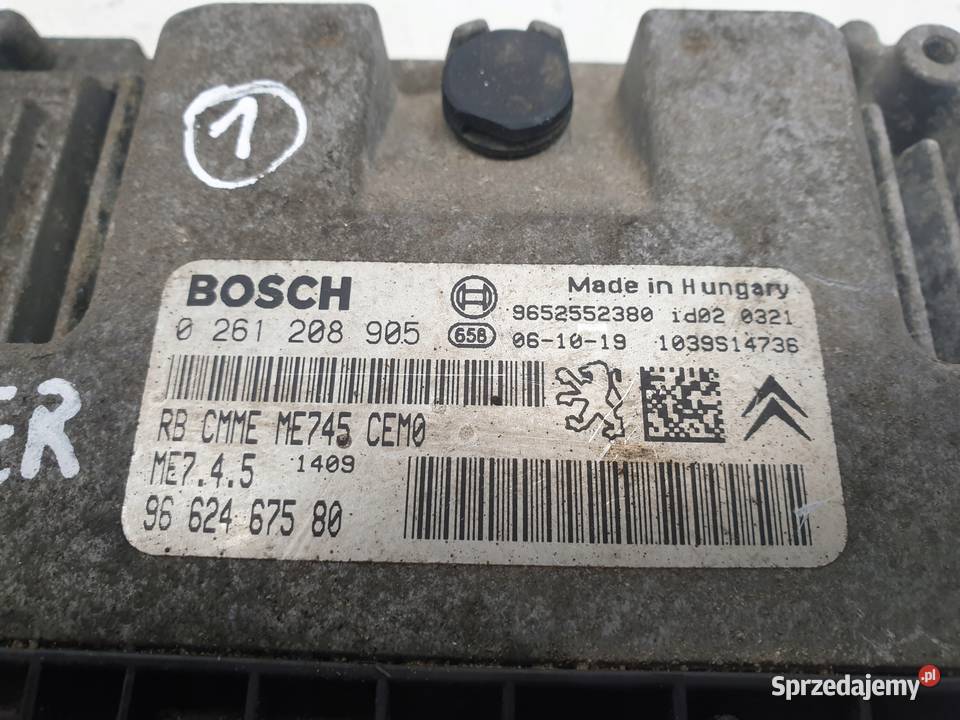 1
BOSCH
Made in Hungary
0 261 208 905
658
9652552380 id02 0321
06-10-19 1039S14736
RB CMME ME745 CEM0
ME7.4.5 1409
96 624 675 80
ER
Sprzedajemy.pl